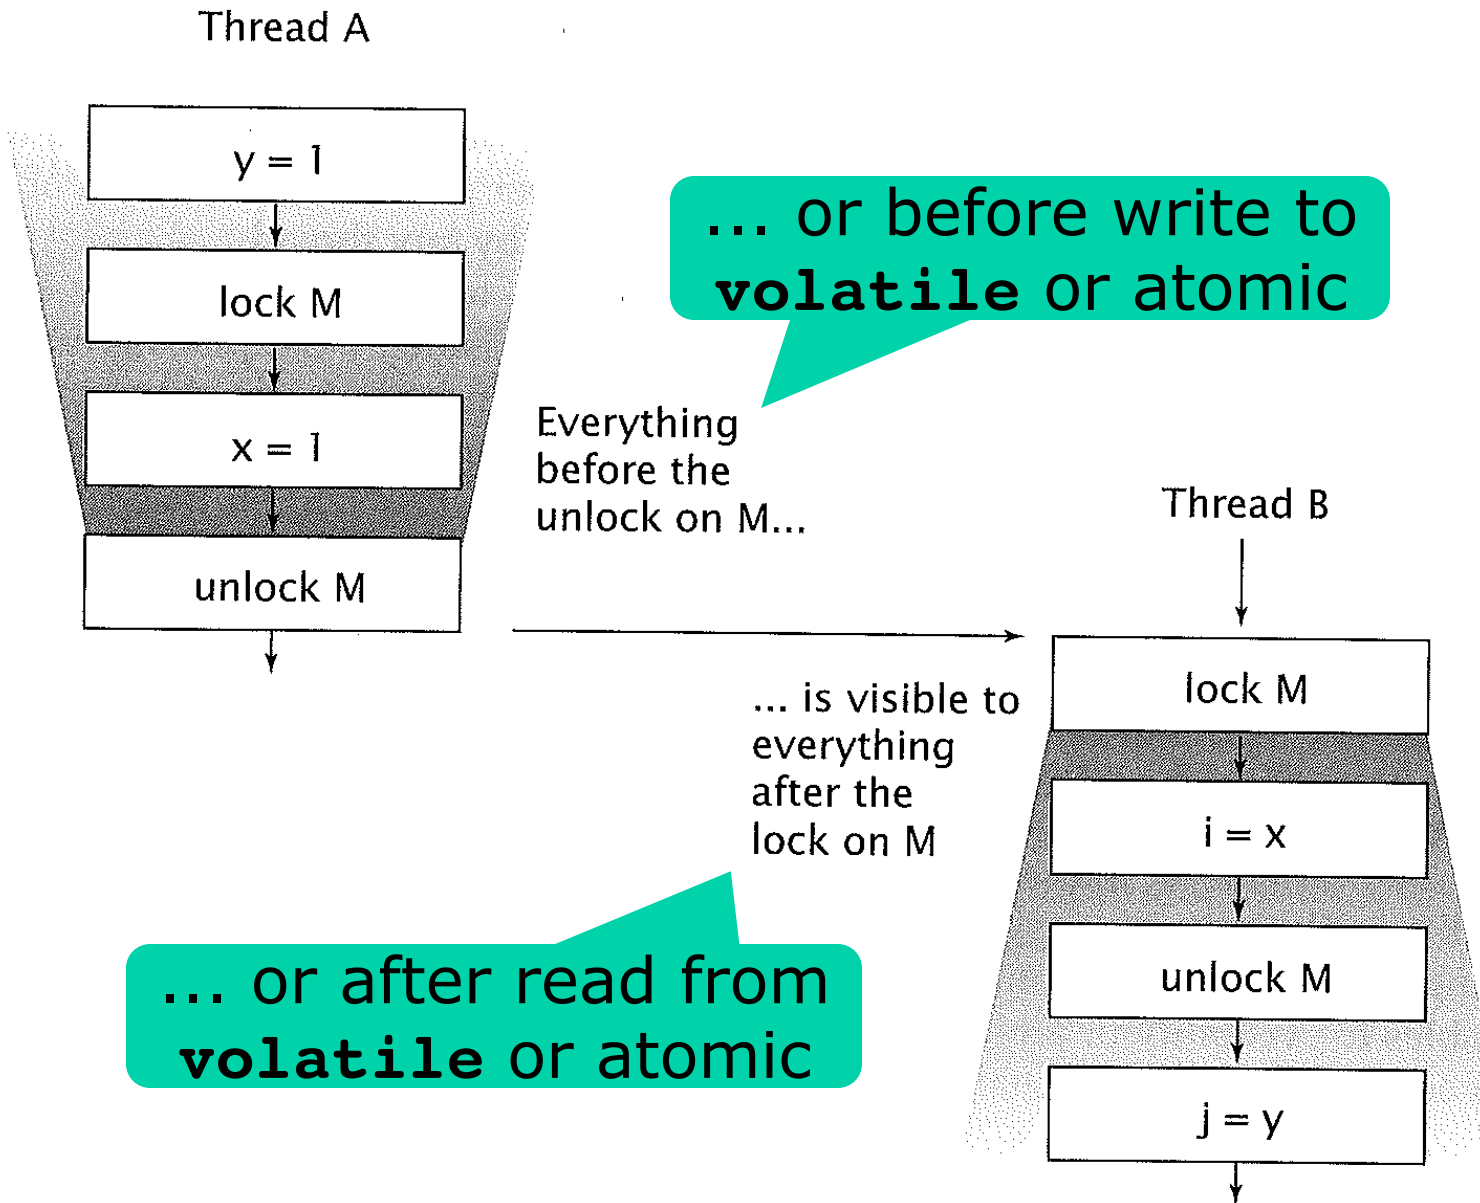 Thread A
y = 1
lock M
x = 1
unlock M
... or before write to
volatile or atomic
Everything
before the
unlock on M...
Thread B
... is visible to
everything
after the
lock on M
... or after read from
volatile or atomic
lock M
i = x
unlock M
j = y